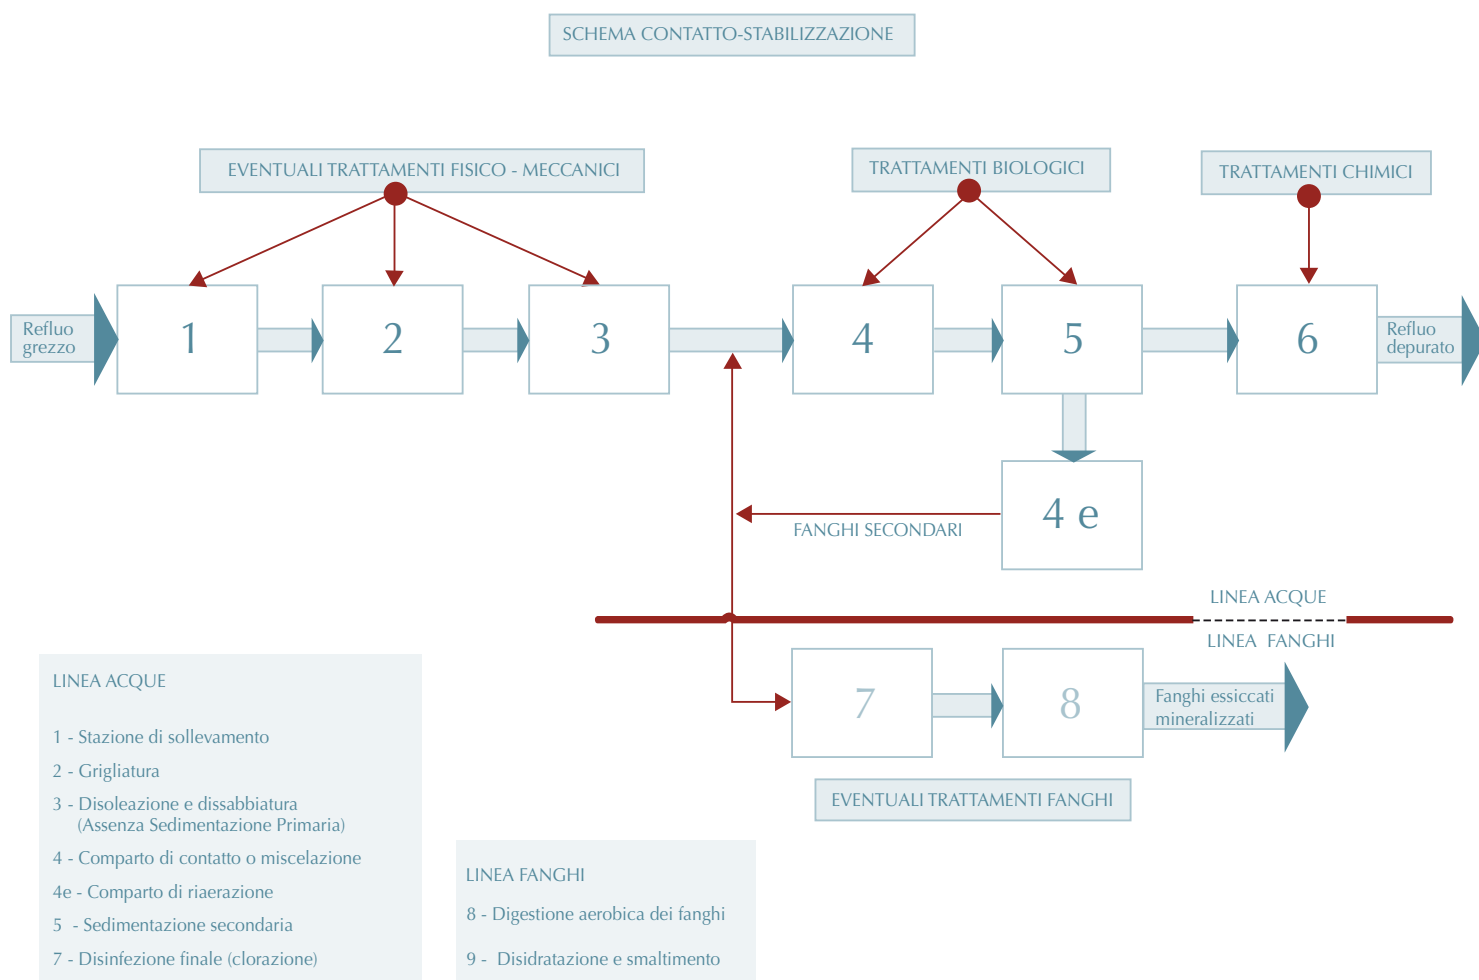 SCHEMA CONTATTO-STABILIZZAZIONE
EVENTUALI TRATTAMENTI FISICO - MECCANICI
TRATTAMENTI BIOLOGICI
TRATTAMENTI CHIMICI
Refluo
grezzo
1
2
3
4
5
6
Refluo
depurato
4 e
FANGHI SECONDARI
LINEA ACQUE
LINEA FANGHI
7
8
Fanghi essiccati
mineralizzati
EVENTUALI TRATTAMENTI FANGHI
LINEA ACQUE
1 - Stazione di sollevamento
2 - Grigliatura
3 - Disoleazione e dissabbiatura
(Assenza Sedimentazione Primaria)
4 - Comparto di contatto o miscelazione
4e - Comparto di riaerazione
5 - Sedimentazione secondaria
7 - Disinfezione finale (clorazione)
LINEA FANGHI
8 - Digestione aerobica dei fanghi
9 - Disidratazione e smaltimento